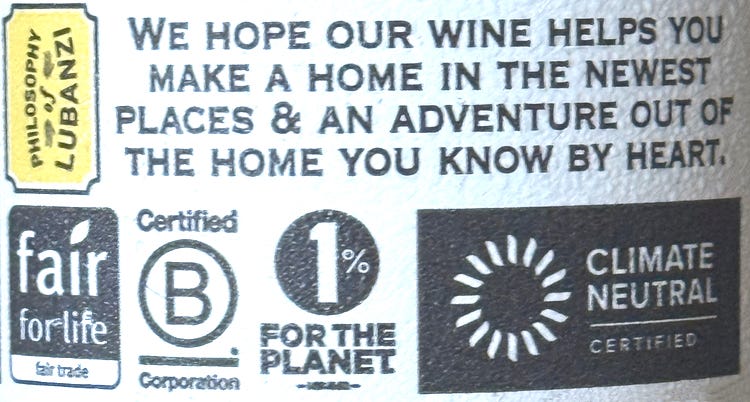 PHILOSOPHY
of
LUBANZI
WE HOPE OUR WINE HELPS YOU
MAKE A HOME IN THE NEWEST
PLACES & AN ADVENTURE OUT OF
THE HOME YOU KNOW BY HEART.
fair
for life
fair trade
Certified
B
Corporation
1%
FOR THE
PLANET
CLIMATE
NEUTRAL
CERTIFIED